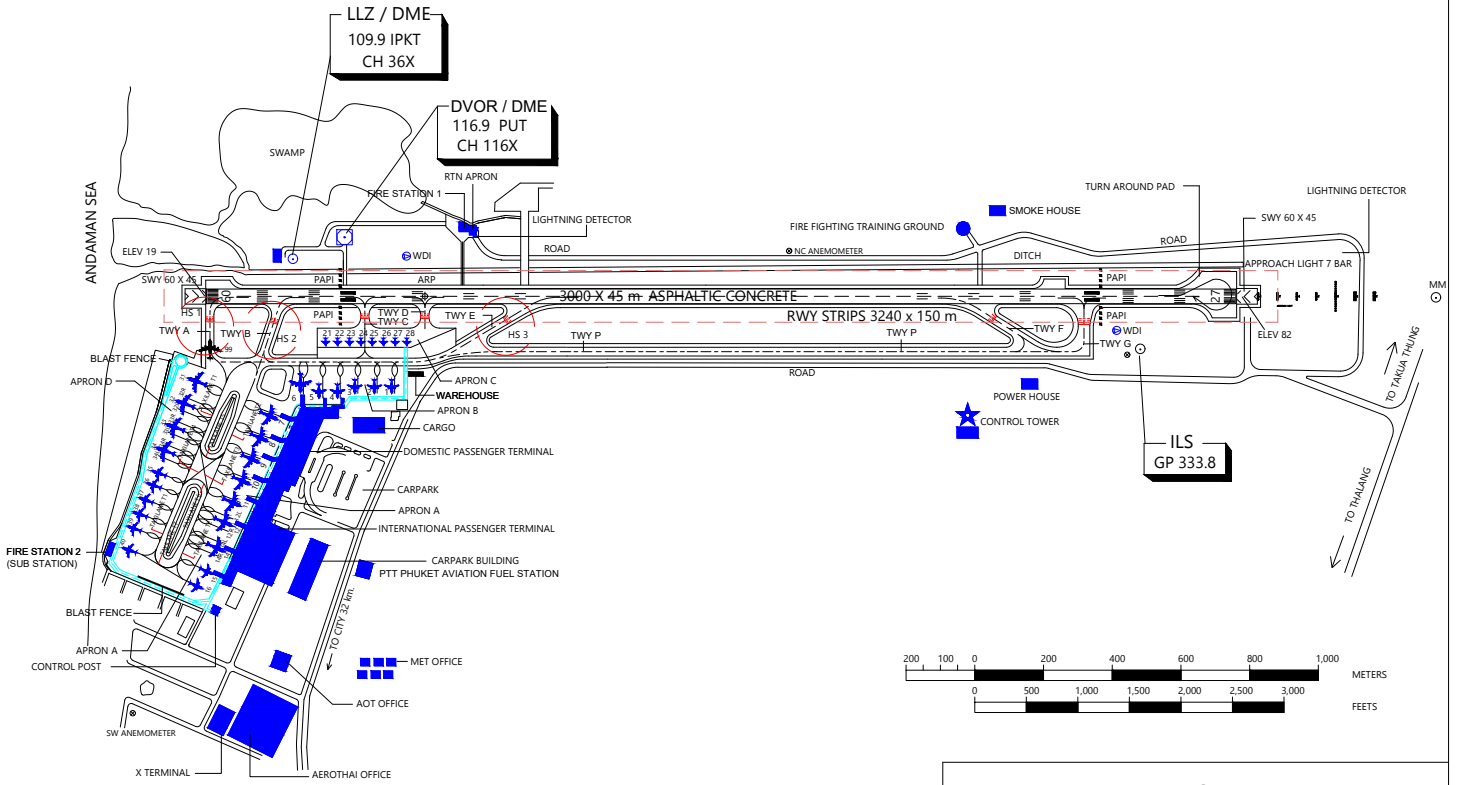 LLZ / DME
109.9 IPKT
CH 36X
DVOR / DME
116.9 PUT
CH 116X
SWAMP
ANDAMAN SEA
RTN APRON
FIRE STATION 1
LIGHTNING DETECTOR
ROAD
WDI
ELEV 19
SWY 60 X 45
PAPI
ARP
NC ANEMOMETER
FIRE FIGHTING TRAINING GROUND
SMOKE HOUSE
TURN AROUND PAD
LIGHTNING DETECTOR
SWY 60 X 45
ROAD
DITCH
APPROACH LIGHT 7 BAR
PAPI
MM
3000 X 45 m ASPHALTIC CONCRETE
RWY STRIPS 3240 x 150 m
27
ELEV 82
HS 1
TWY A
TWY B
HS 2
PAPI
TWY D
TWY C
TWY E
HS 3
TWY P
TWY P
TWY F
PAPI
WDI
TWY G
21 22 23 24 25 26 27 28
BLAST FENCE
APRON D
ROAD
APRON C
WAREHOUSE
APRON B
CARGO
DOMESTIC PASSENGER TERMINAL
CARPARK
APRON A
INTERNATIONAL PASSENGER TERMINAL
CARPARK BUILDING
PTT PHUKET AVIATION FUEL STATION
POWER HOUSE
CONTROL TOWER
ILS
GP 333.8
TO TAKUA THUNG
TO THALANG
FIRE STATION 2
(SUB STATION)
BLAST FENCE
APRON A
CONTROL POST
TO CITY 32 km.
MET OFFICE
AOT OFFICE
SW ANEMOMETER
X TERMINAL
AEROTHAI OFFICE
200 100 0 200 400 600 800 1,000
METERS
0 500 1,000 1,500 2,000 2,500 3,000
FEETS